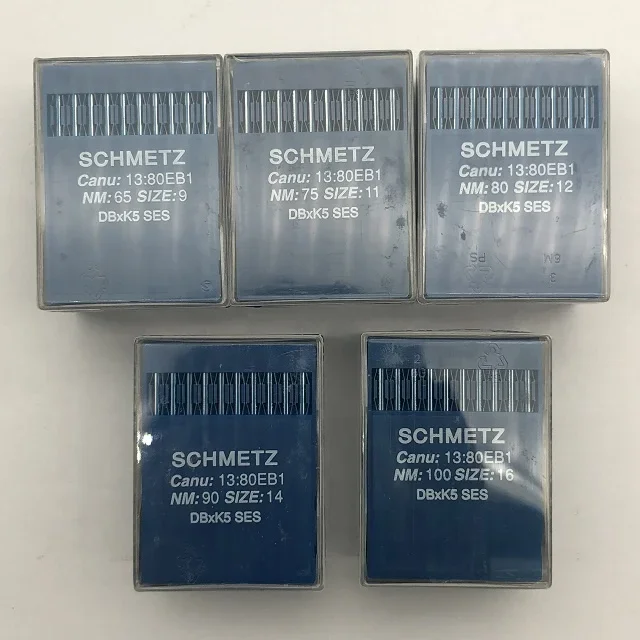 SCHMETZ
Canu: 13:80EB1
NM: 65 SIZE: 9
DBxK5 SES
SCHMETZ
Canu: 13:80EB1
NM: 75 SIZE: 11
DBxK5 SES
SCHMETZ
Canu: 13:80EB1
NM: 80 SIZE: 12
DBxK5 SES
PS
SCHMETZ
Canu: 13:80EB1
NM: 90 SIZE: 14
DBxK5 SES
SCHMETZ
Canu: 13:80EB1
NM: 100 SIZE: 16
DBxK5 SES